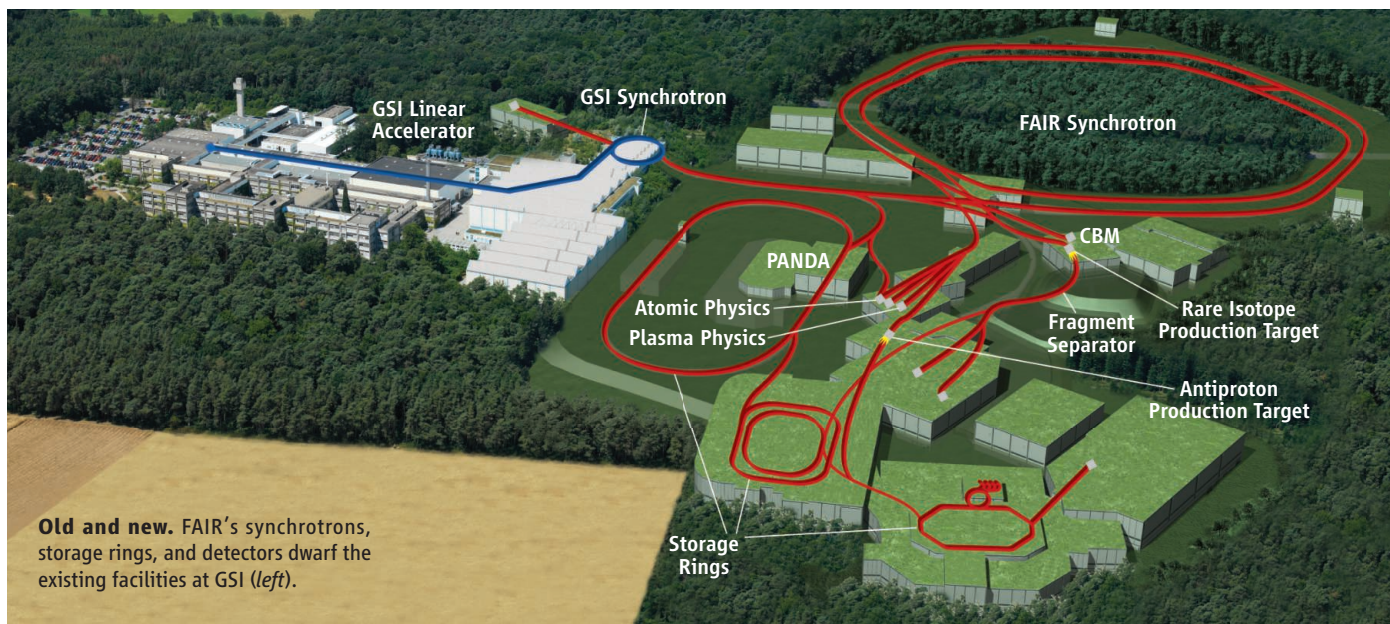 GSI Linear
Accelerator
GSI Synchrotron
FAIR Synchrotron
CBM
PANDA
Atomic Physics
Plasma Physics
Fragment
Separator
Rare Isotope
Production Target
Antiproton
Production Target
Storage
Rings
Old and new. FAIR’s synchrotrons,
storage rings, and detectors dwarf the
existing facilities at GSI (left).